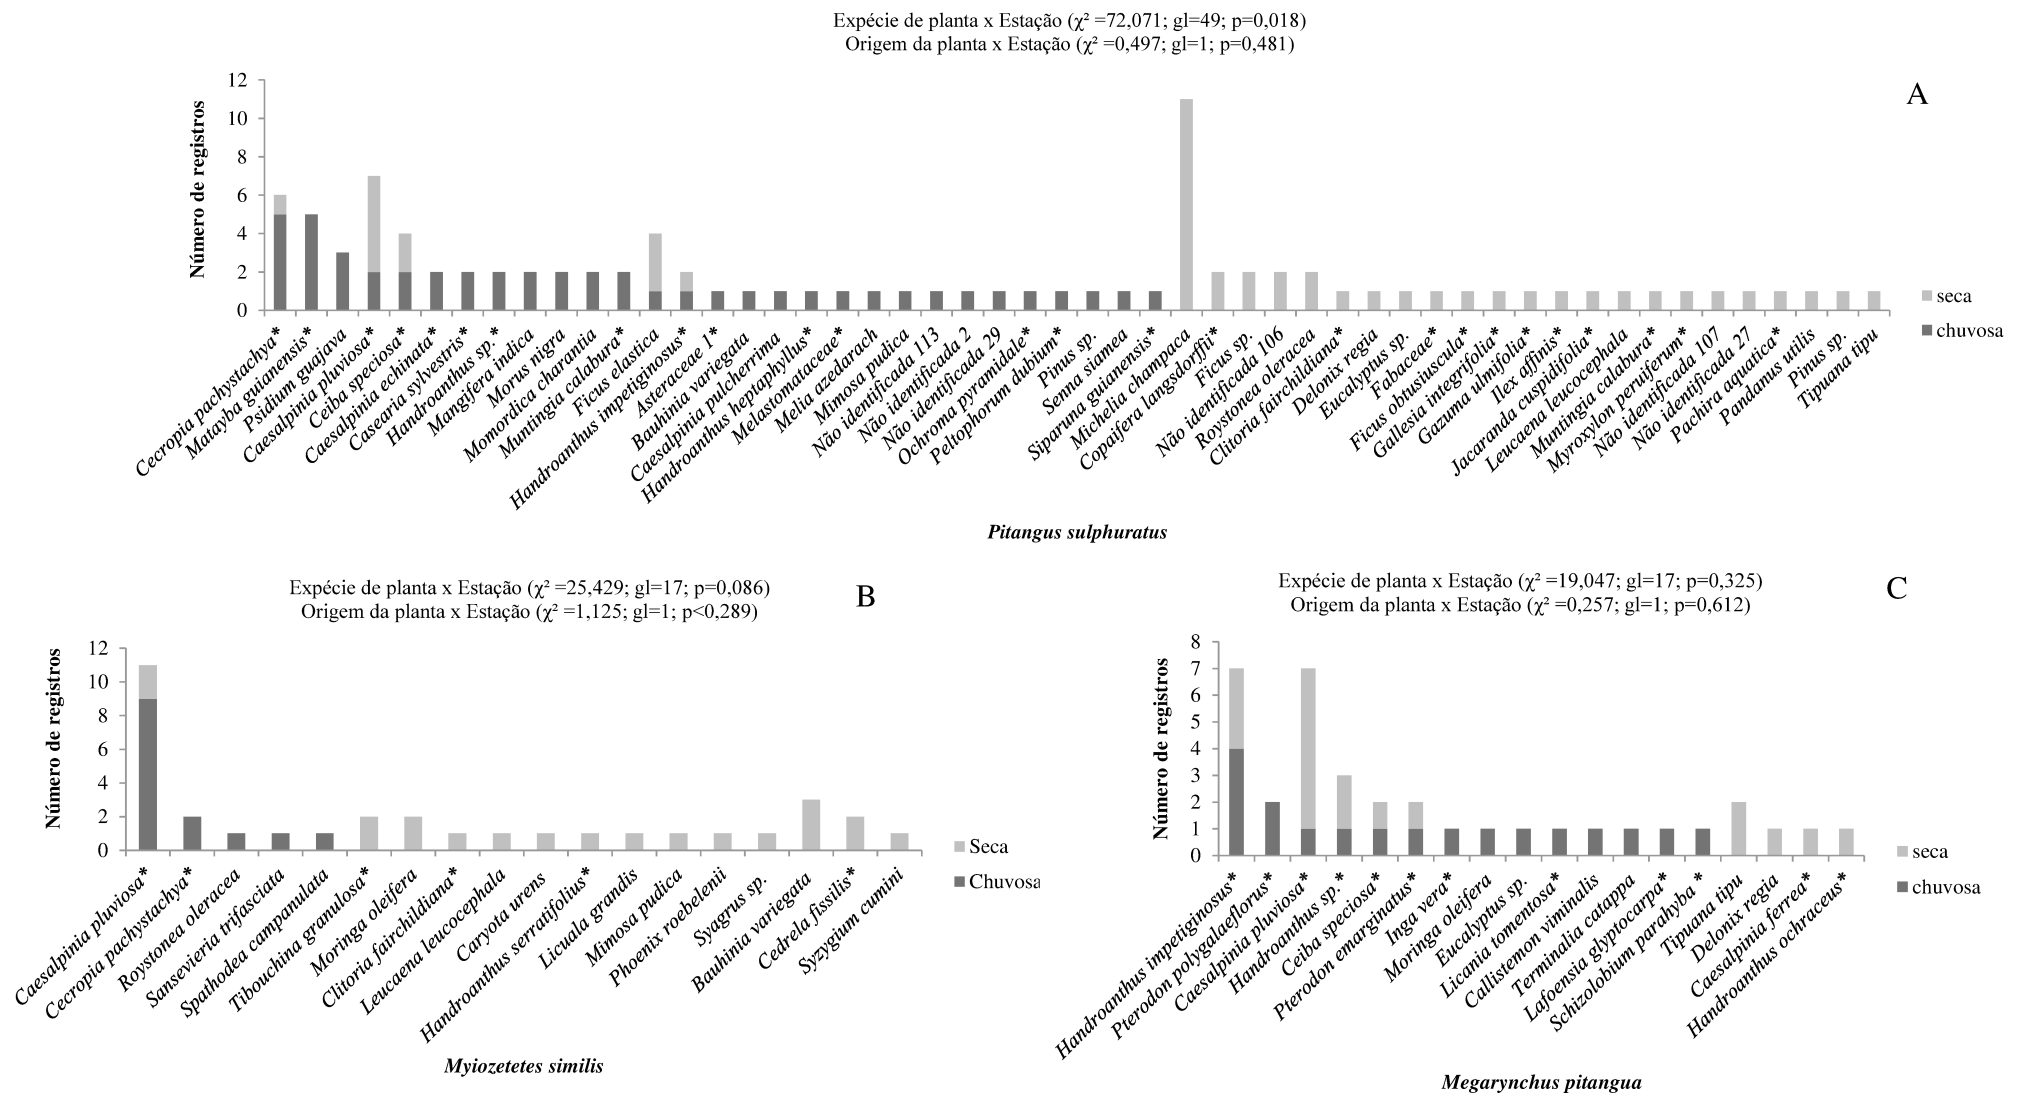 Expécie de planta x Estação (χ² =72,071; gl=49; p=0,018)
Origem da planta x Estação (χ² =0,497; gl=1; p=0,481)
A
Número de registros
12
10
8
6
4
2
0
Cecropia pachystachya*
Matayba guianensis*
Psidium guajava
Caesalpinia pluviosa*
Ceiba speciosa*
Caesalpinia echinata*
Casearia sylvestris*
Handroanthus sp.*
Mangifera indica
Morus nigra
Momordica charantia
Muntingia calabura*
Ficus elastica
Handroanthus impetiginosus*
Asteraceae 1*
Bauhinia variegata
Caesalpinia pulcherrima
Handroanthus heptaphyllus*
Melastomataceae*
Melia azedarach
Mimosa pudica
Não identificada 113
Não identificada 2
Não identificada 29
Ochroma pyramidale*
Peltophorum dubium*
Pinus sp.
Senna siamea
Siparuna guianensis*
Michelia champaca
Copaifera langsdorffii*
Ficus sp.
Não identificada 106
Roystonea oleracea
Clitoria fairchildiana*
Delonix regia
Eucalyptus sp.
Fabaceae*
Ficus obtusiuscula*
Gallesia integrifolia*
Gazuma ulmifolia*
Ilex affinis*
Jacaranda cuspidifolia*
Leucaena leucocephala
Muntingia calabura*
Myroxylon peruiferum*
Não identificada 107
Não identificada 27
Pachira aquatica*
Pandanus utilis
Pinus sp.
Tipuana tipu
seca
chuvosa
Pitangus sulphuratus
Expécie de planta x Estação (χ² =25,429; gl=17; p=0,086)
Origem da planta x Estação (χ² =1,125; gl=1; p<0,289)
B
Número de registros
12
10
8
6
4
2
0
Caesalpinia pluviosa*
Cecropia pachystachya*
Roystonea oleracea
Sansevieria trifasciata
Spathodea campanulata
Tibouchina granulosa*
Moringa oleifera
Clitoria fairchildiana*
Leucaena leucocephala
Caryota urens
Handroanthus serratifolius*
Licuala grandis
Mimosa pudica
Phoenix roebelenii
Syagrus sp.
Bauhinia variegata
Cedrela fissilis*
Syzygium cumini
Seca
Chuvosa
Myiozetetes similis
Expécie de planta x Estação (χ² =19,047; gl=17; p=0,325)
Origem da planta x Estação (χ² =0,257; gl=1; p=0,612)
C
Número de registros
8
7
6
5
4
3
2
1
0
Handroanthus impetiginosus*
Pterodon polygalaeflorus*
Caesalpinia pluviosa*
Handroanthus sp.*
Ceiba speciosa*
Pterodon emarginatus*
Inga vera*
Moringa oleifera
Eucalyptus sp.
Licania tomentosa*
Callistemon viminalis
Terminalia catappa
Lafoensia glyptocarpa*
Schizolobium parahyba*
Tipuana tipu
Delonix regia
Caesalpinia ferrea*
Handroanthus ochraceus*
seca
chuvosa
Megarynchus pitangua